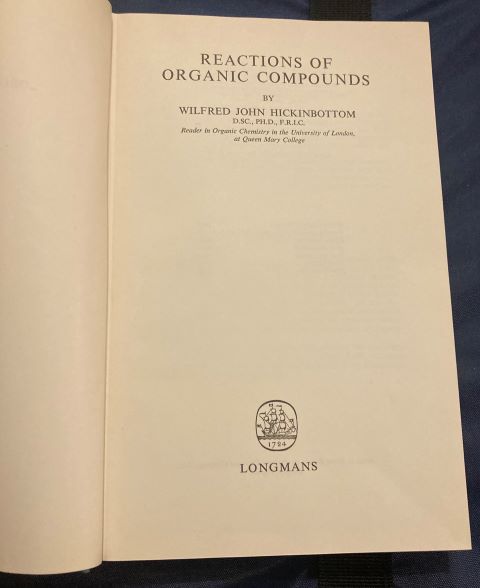 REACTIONS OF
ORGANIC COMPOUNDS
BY
WILFRED JOHN HICKINBOTTOM
D.SC., PH.D., F.R.I.C.
Reader in Organic Chemistry in the University of London,
at Queen Mary College
1724
LONGMANS